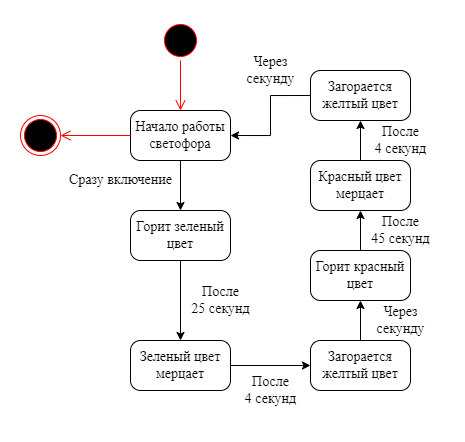 Начало работы
светофора
Сразу включение
Горит зеленый
цвет
После
25 секунд
Зеленый цвет
мерцает
После
4 секунд
Загорается
желтый цвет
Через
секунду
Горит красный
цвет
После
45 секунд
Красный цвет
мерцает
После
4 секунд
Загорается
желтый цвет
Через
секунду